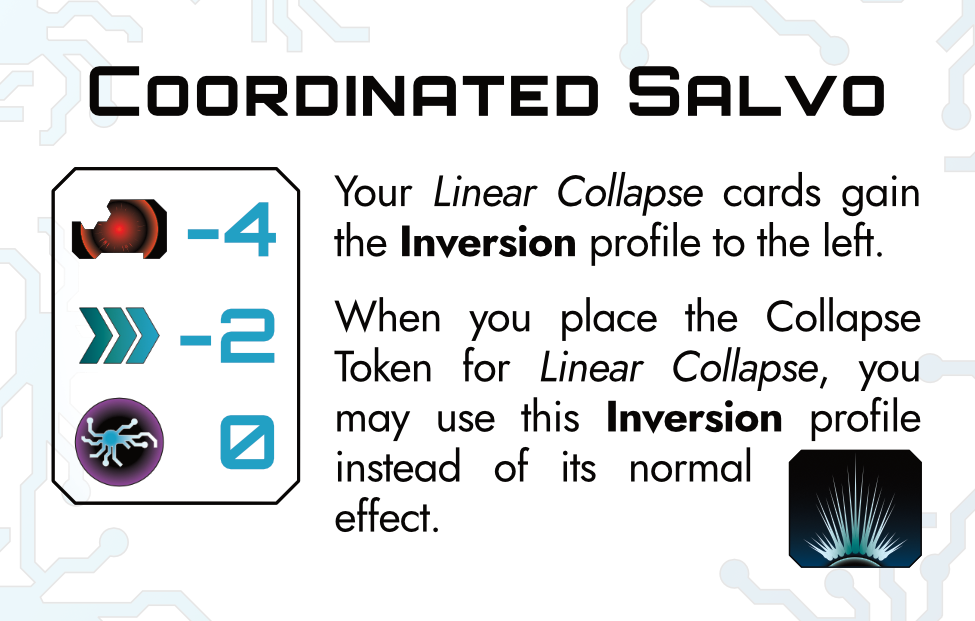 COORDINATED SALVO
-4
-2
0
Your Linear Collapse cards gain
the Inversion profile to the left.
When you place the Collapse
Token for Linear Collapse, you
may use this Inversion profile
instead of its normal
effect.